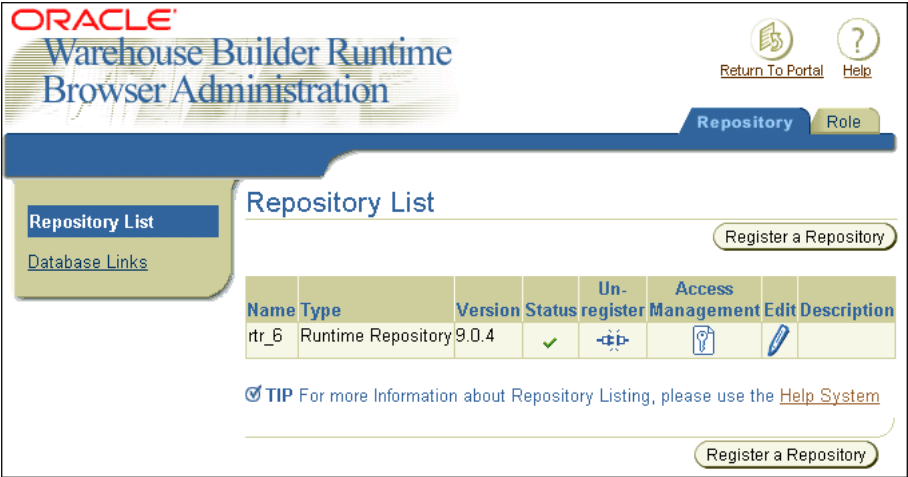 ORACLE
Warehouse Builder Runtime
Browser Administration
Return To Portal
?
Help
Repository
Role
Repository List
Database Links
Repository List
Register a Repository
Name Type Version Status Un-register Access Management Edit Description
rtr_6 Runtime Repository 9.0.4
TIP For more Information about Repository Listing, please use the Help System
Register a Repository